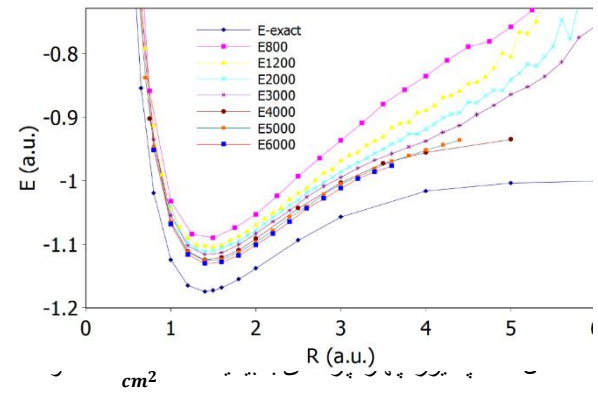 E-exact
E800
E1200
E2000
E3000
E4000
E5000
E6000
-0.8
-0.9
-1
-1.1
-1.2
E (a.u.)
0 1 2 3 4 5 6
R (a.u.)
cm²